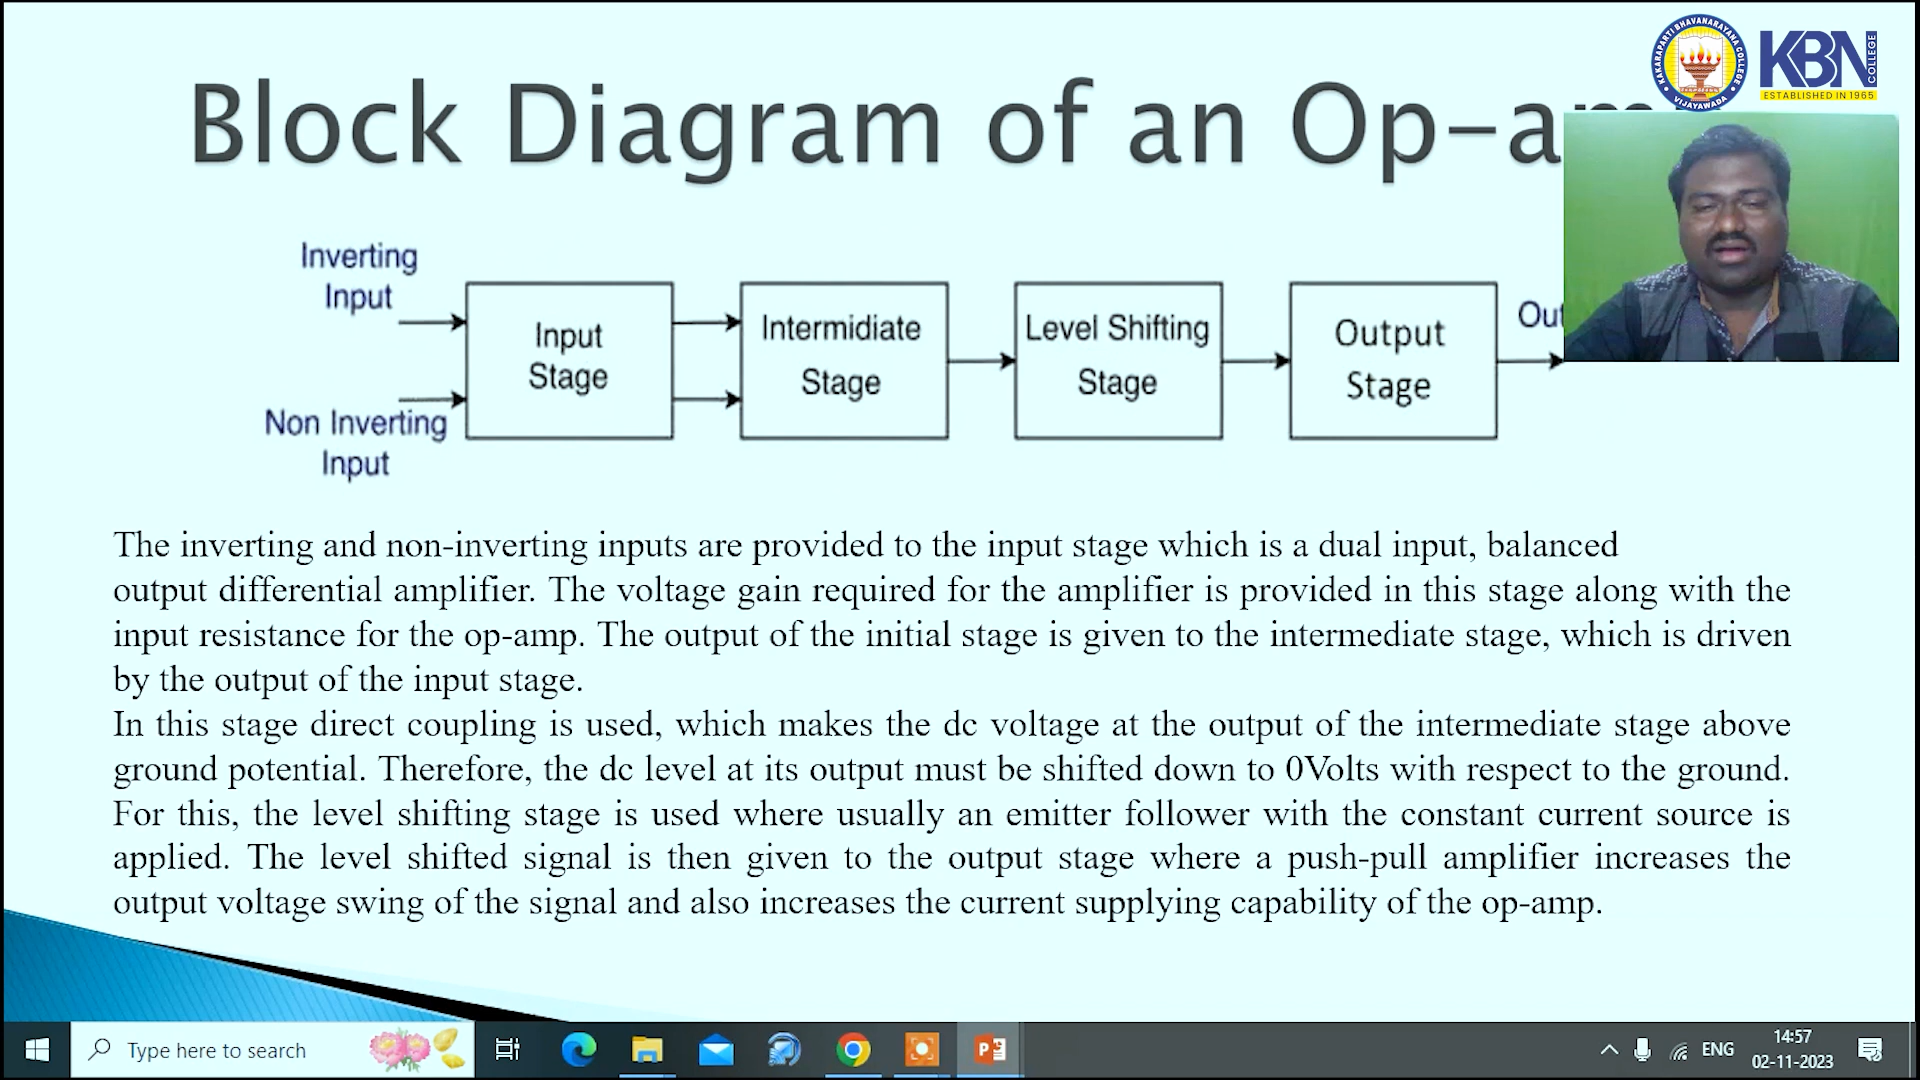 KAKARAPARTI BHAVANARAYANA COLLEGE
VIJAYAWADA
KBN
COLLEGE
ESTABLISHED IN 1965
Block Diagram of an Op-am
Inverting
Input
Non Inverting
Input
Input
Stage
Intermidiate
Stage
Level Shifting
Stage
Output
Stage
Out
The inverting and non-inverting inputs are provided to the input stage which is a dual input, balanced
output differential amplifier. The voltage gain required for the amplifier is provided in this stage along with the
input resistance for the op-amp. The output of the initial stage is given to the intermediate stage, which is driven
by the output of the input stage.
In this stage direct coupling is used, which makes the dc voltage at the output of the intermediate stage above
ground potential. Therefore, the dc level at its output must be shifted down to 0Volts with respect to the ground.
For this, the level shifting stage is used where usually an emitter follower with the constant current source is
applied. The level shifted signal is then given to the output stage where a push-pull amplifier increases the
output voltage swing of the signal and also increases the current supplying capability of the op-amp.
Type here to search
ENG
14:57
02-11-2023